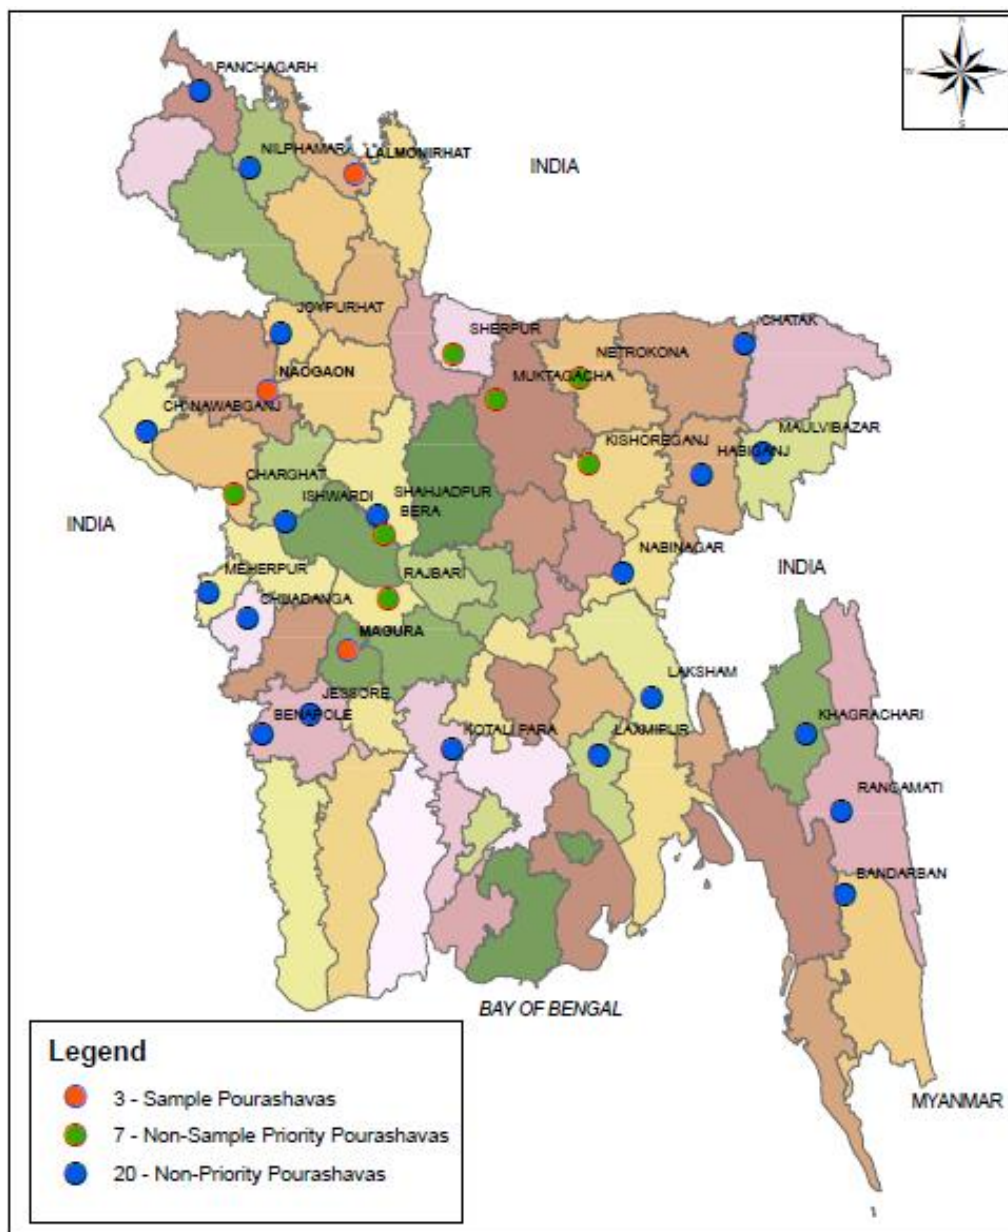 N
W
E
S
PANCHAGARH
NILPHAMARI
LALMONIRHAT
INDIA
JOYPURHAT
SHERPUR
CHATAK
NETROKONA
NAOGAON
MUKTAGACHA
CH. NAWABGANJ
MAULVIBAZAR
KISHOREGANJ
HABIGANJ
CHARGHAT
ISHWARDI
SHAHJADPUR
BERA
INDIA
NABINAGAR
MEHERPUR
RAJBARI
INDIA
CHUADANGA
MAGURA
LAKSHAM
JESSORE
BENAPOLE
KOTALI PARA
LAXMIPUR
KHAGRACHARI
RANGAMATI
BANDARBAN
BAY OF BENGAL
MYANMAR
Legend
3 - Sample Pourashavas
7 - Non-Sample Priority Pourashavas
20 - Non-Priority Pourashavas